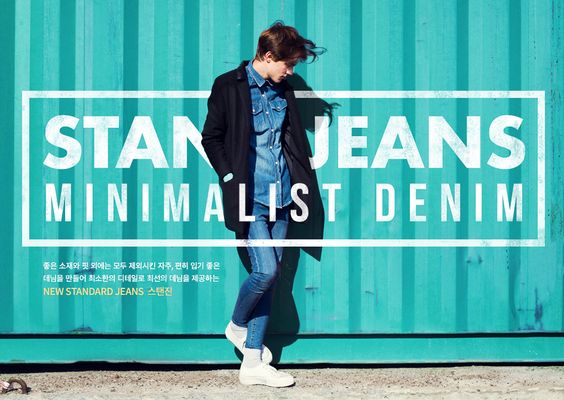 STAN JEANS
MINIMALIST DENIM
좋은 소재와 핏 외에는 모두 제외시킨 자주, 편히 입기 좋은
데님을 만들어 최소한의 디테일로 최선의 데님을 제공하는
NEW STANDARD JEANS 스탠진